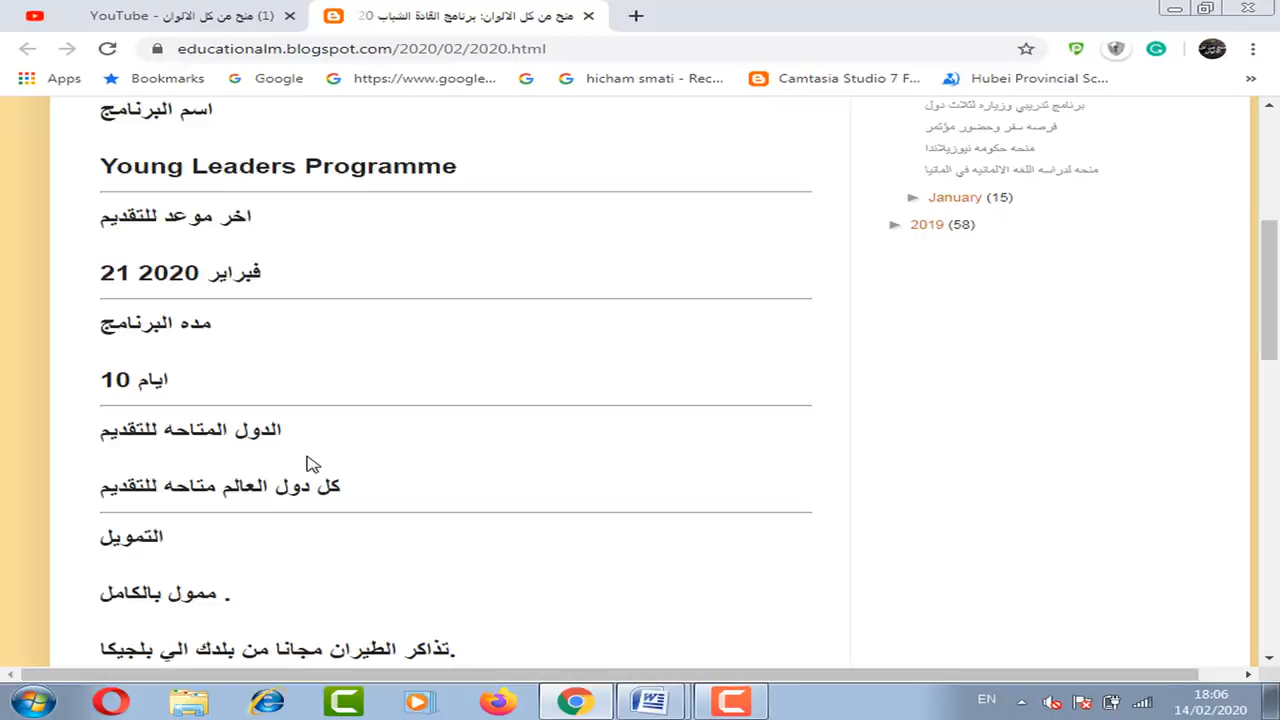 (1) منح من كل الالوان - YouTube
منح من كل الالوان: برنامج القادة الشباب 20
educationalm.blogspot.com/2020/02/2020.html
Apps
Bookmarks
Google
https://www.google...
hicham smati - Rec...
Camtasia Studio 7 F...
Hubei Provincial Sc...
»
اسم البرنامج
Young Leaders Programme
اخر موعد للتقديم
21 فبراير 2020
مده البرنامج
10 ايام
الدول المتاحه للتقديم
كل دول العالم متاحه للتقديم
التمويل
ممول بالكامل .
تذاكر الطيران مجانا من بلدك الي بلجيكا.
برنامج تدريبي وزياره لثلاث دول
فرصه سفر وحضور مؤتمر
منحه حكومه نيوزيلاندا
منحه لدراسه اللغه الالمانيه في المانيا
► January (15)
► 2019 (58)
EN
18:06
14/02/2020